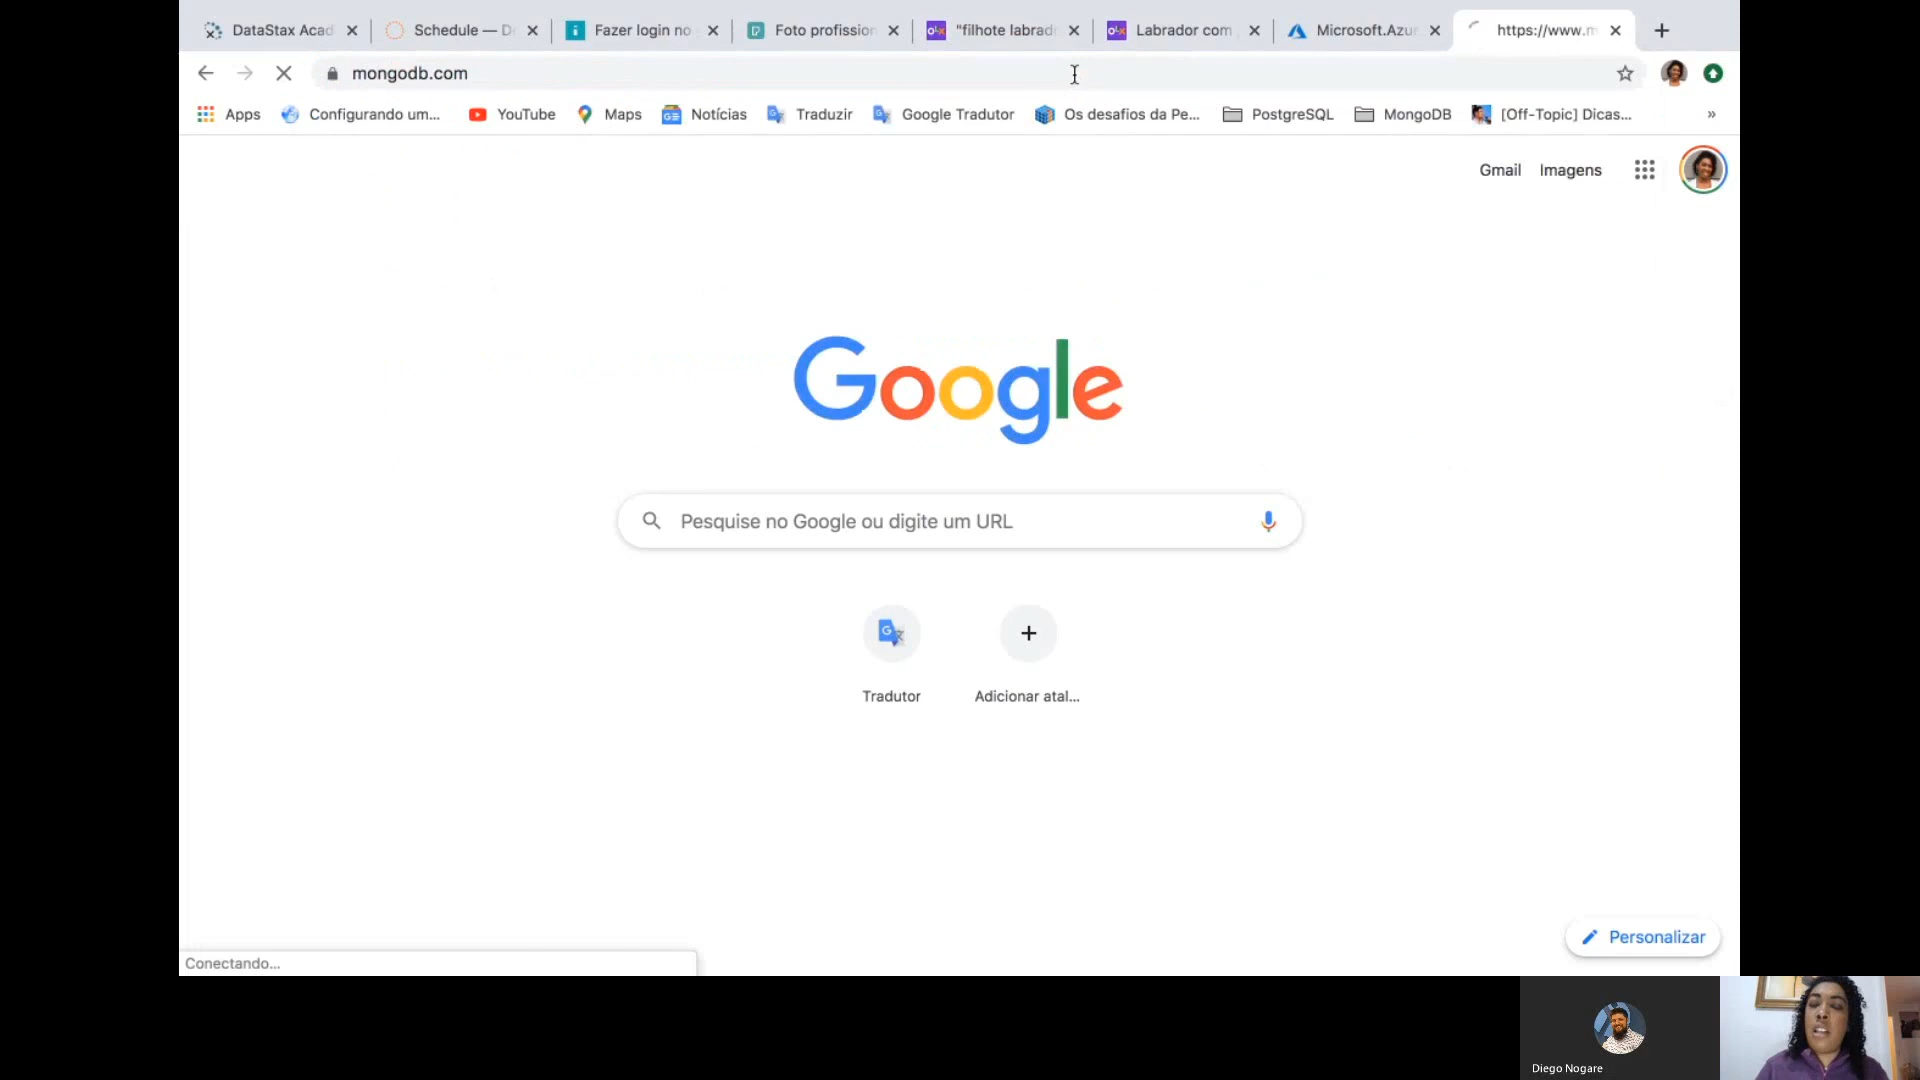 DataStax Acad
Schedule — D
Fazer login no
Foto profission
"filhote labrad
Labrador com
Microsoft.Azur
https://www.m
mongodb.com
Apps
Configurando um...
YouTube
Maps
Notícias
Traduzir
Google Tradutor
Os desafios da Pe...
PostgreSQL
MongoDB
[Off-Topic] Dicas...
»
Gmail
Imagens
Google
Pesquise no Google ou digite um URL
Tradutor
Adicionar atal...
Personalizar
Conectando...
Diego Nogare